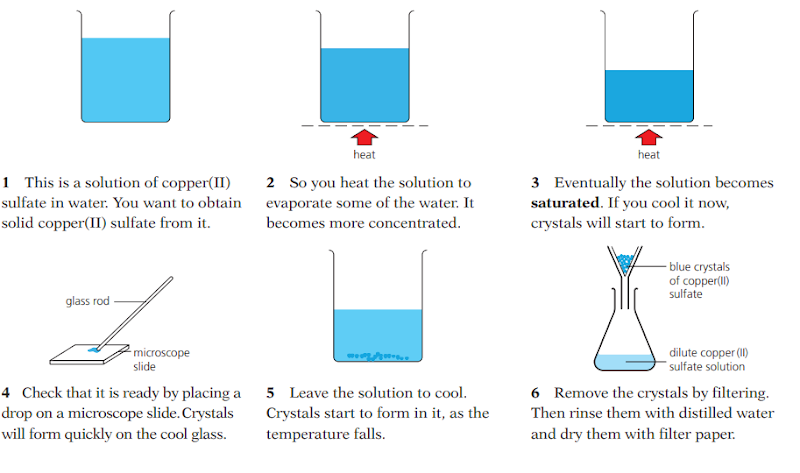 heat
heat
1 This is a solution of copper(II)
sulfate in water. You want to obtain
solid copper(II) sulfate from it.
2 So you heat the solution to
evaporate some of the water. It
becomes more concentrated.
3 Eventually the solution becomes
saturated. If you cool it now,
crystals will start to form.
glass rod
microscope
slide
blue crystals
of copper(II)
sulfate
dilute copper(II)
sulfate solution
4 Check that it is ready by placing a
drop on a microscope slide. Crystals
will form quickly on the cool glass.
5 Leave the solution to cool.
Crystals start to form in it, as the
temperature falls.
6 Remove the crystals by filtering.
Then rinse them with distilled water
and dry them with filter paper.